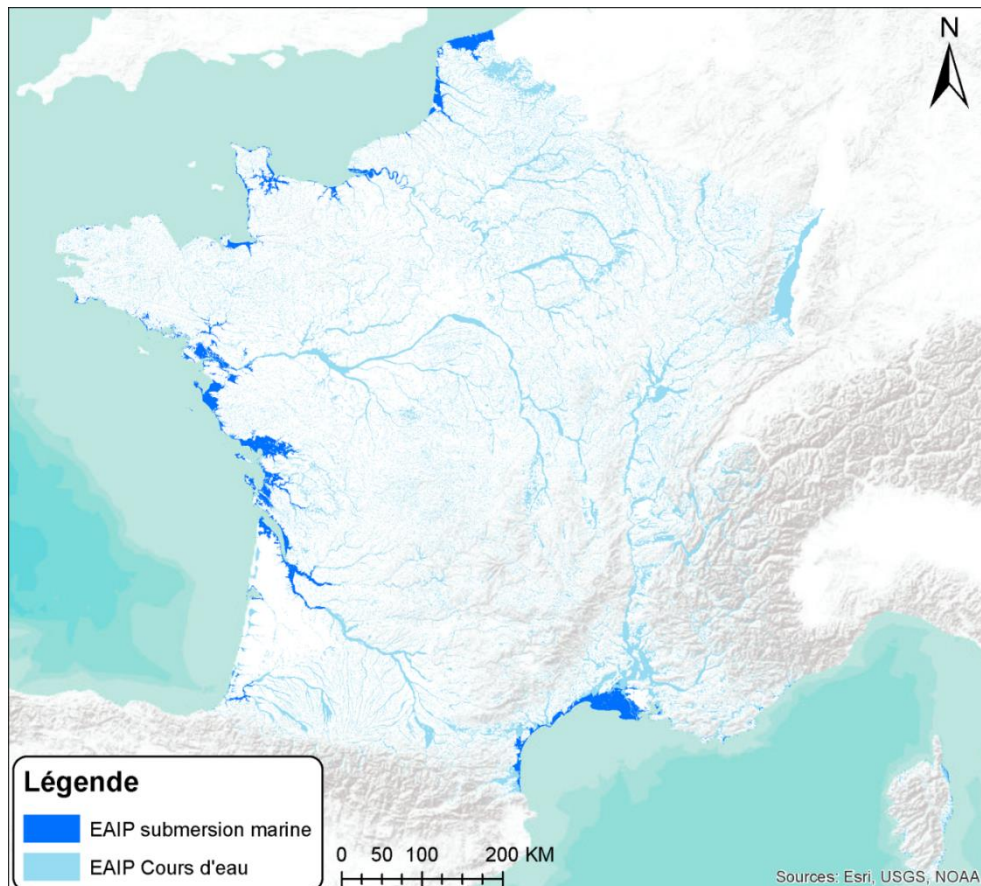 N
Légende
EAIP submersion marine
EAIP Cours d'eau
0 50 100 200 KM
Sources: Esri, USGS, NOAA